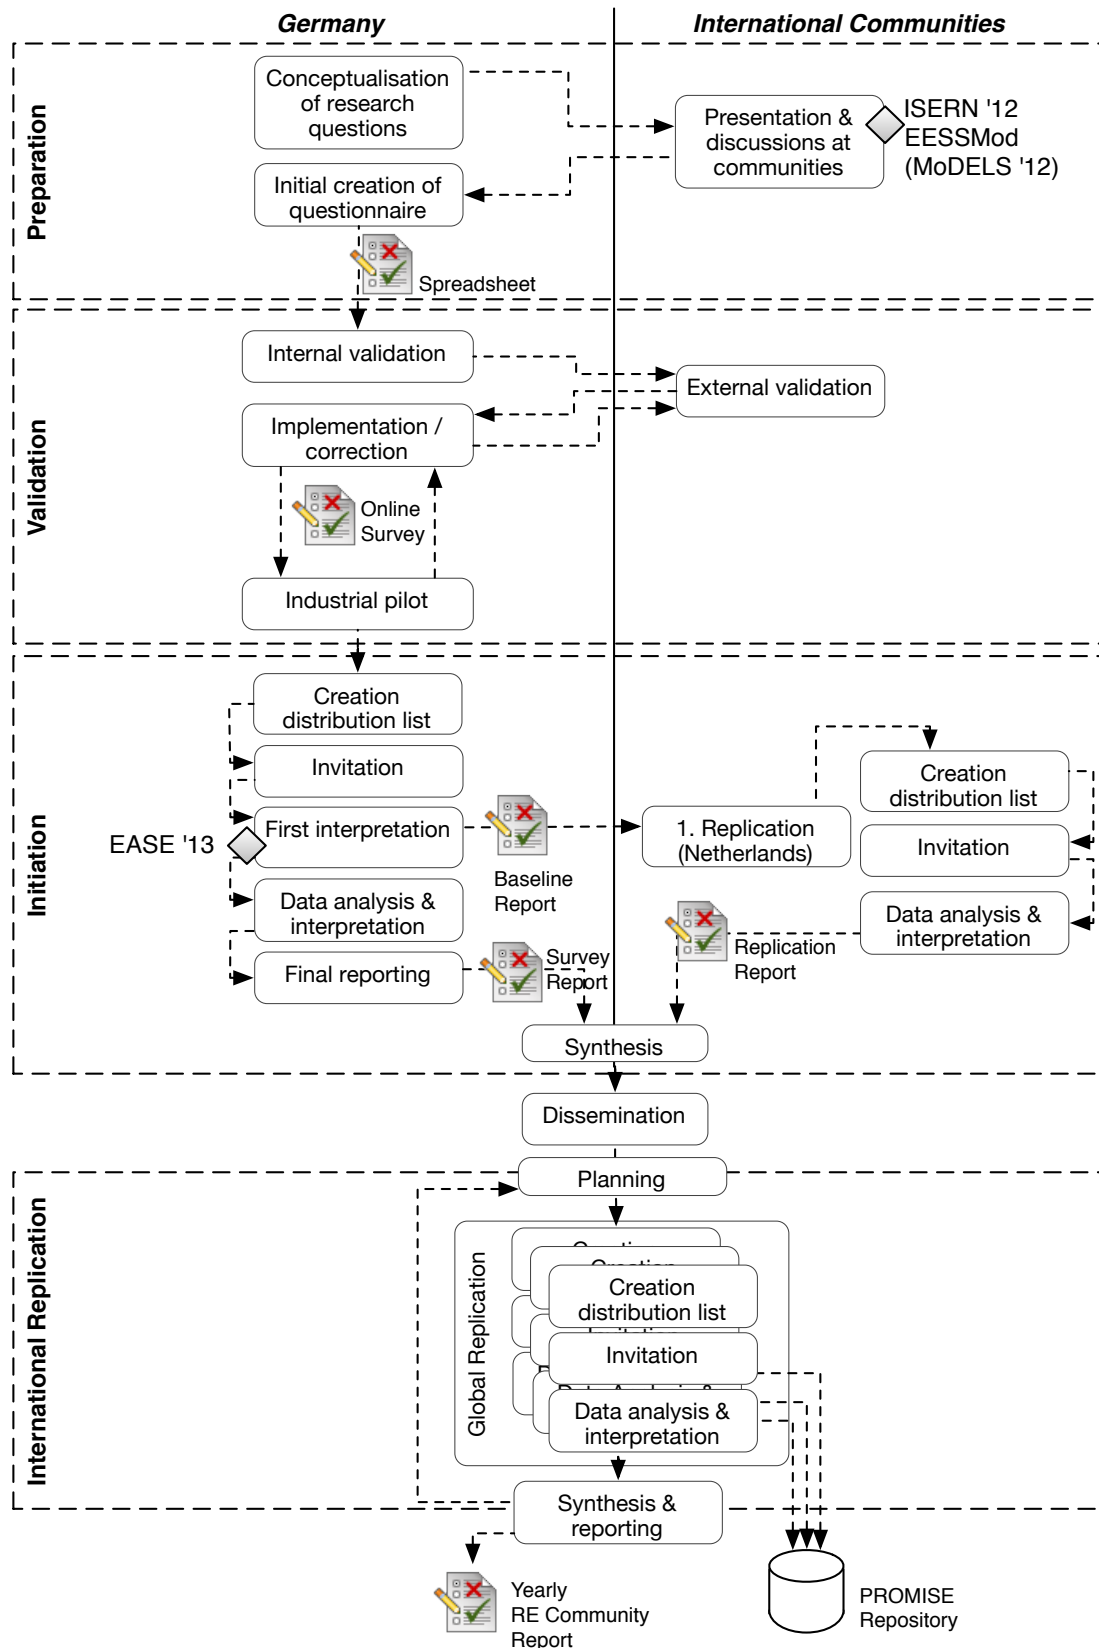 Germany
International Communities
Preparation
Conceptualisation
of research
questions
Presentation &
discussions at
communities
ISERN '12
EESSMod
(MoDELS '12)
Initial creation of
questionnaire
Spreadsheet
Validation
Internal validation
External validation
Implementation /
correction
Online
Survey
Industrial pilot
Initiation
Creation
distribution list
Invitation
First interpretation
EASE '13
Baseline
Report
Data analysis &
interpretation
Final reporting
Survey
Report
1. Replication
(Netherlands)
Creation
distribution list
Invitation
Data analysis &
interpretation
Replication
Report
Synthesis
Dissemination
International Replication
Planning
Global Replication
Creation
distribution list
Invitation
Data analysis &
interpretation
Synthesis &
reporting
Yearly
RE Community
Report
PROMISE
Repository